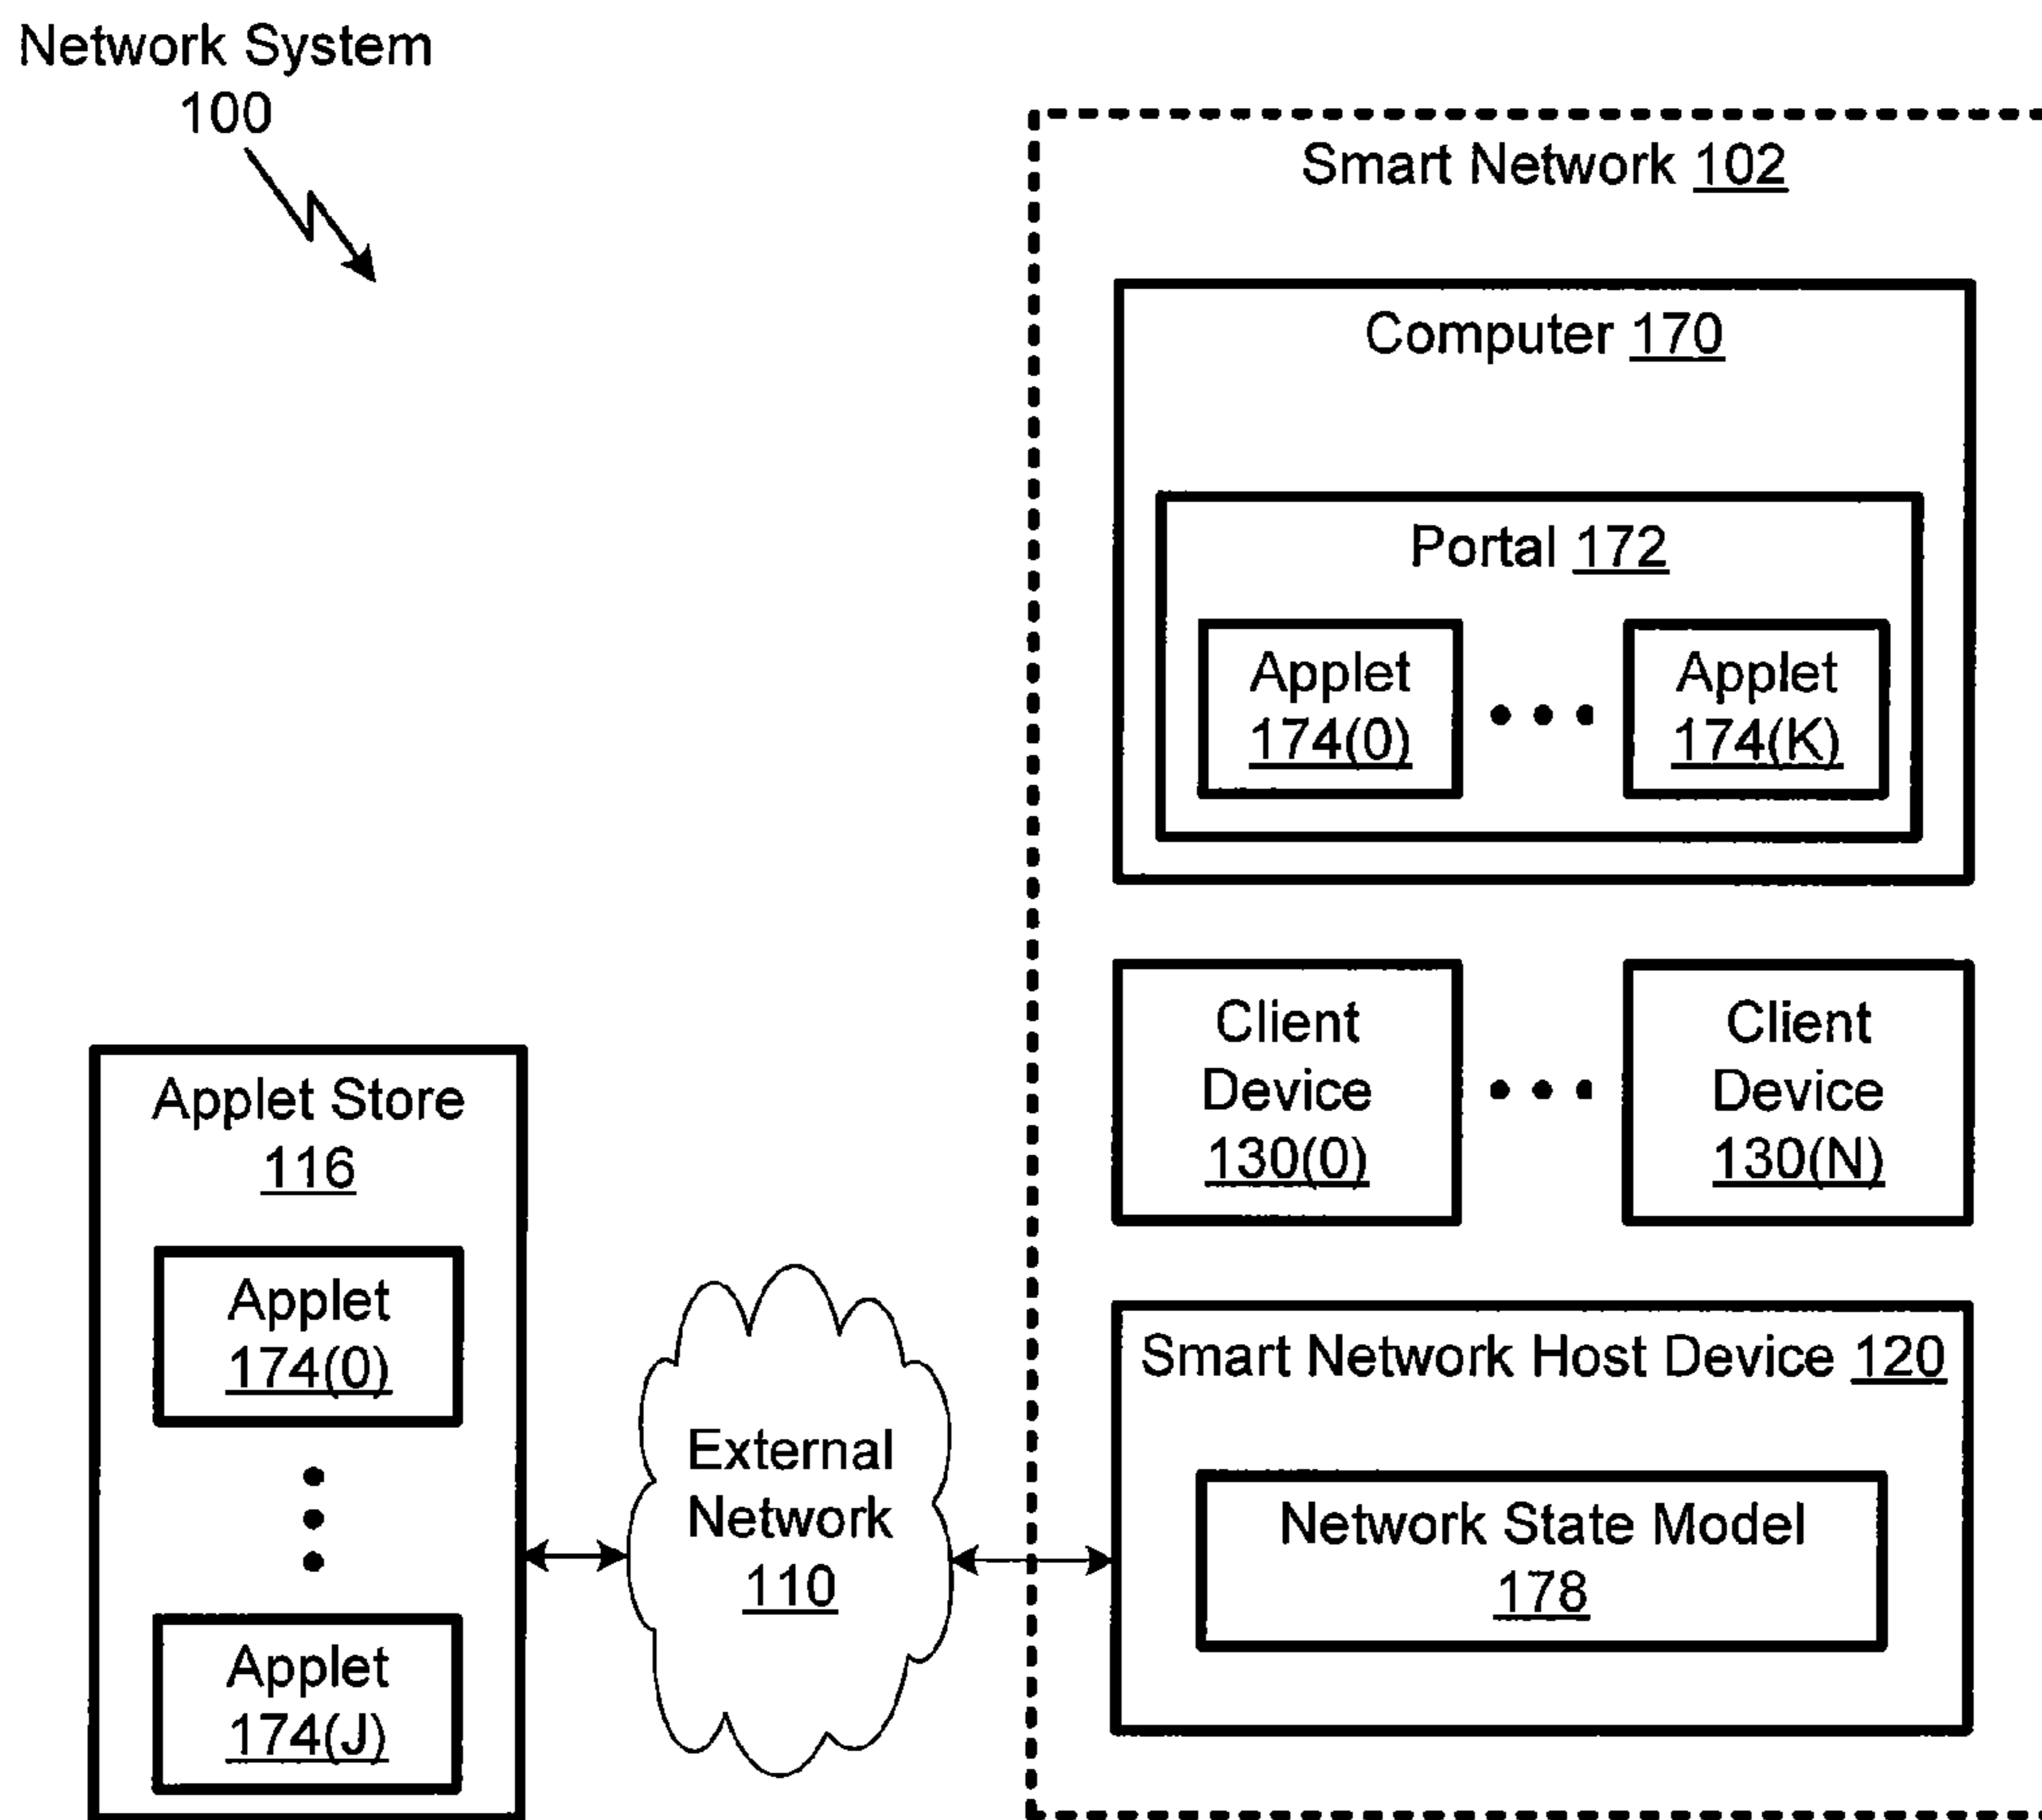 Network System
100
Smart Network 102
Computer 170
Portal 172
Applet
174(0)
Applet
174(K)
Client
Device
130(0)
Client
Device
130(N)
Applet Store
116
Applet
174(0)
Applet
174(J)
External
Network
110
Smart Network Host Device 120
Network State Model
178